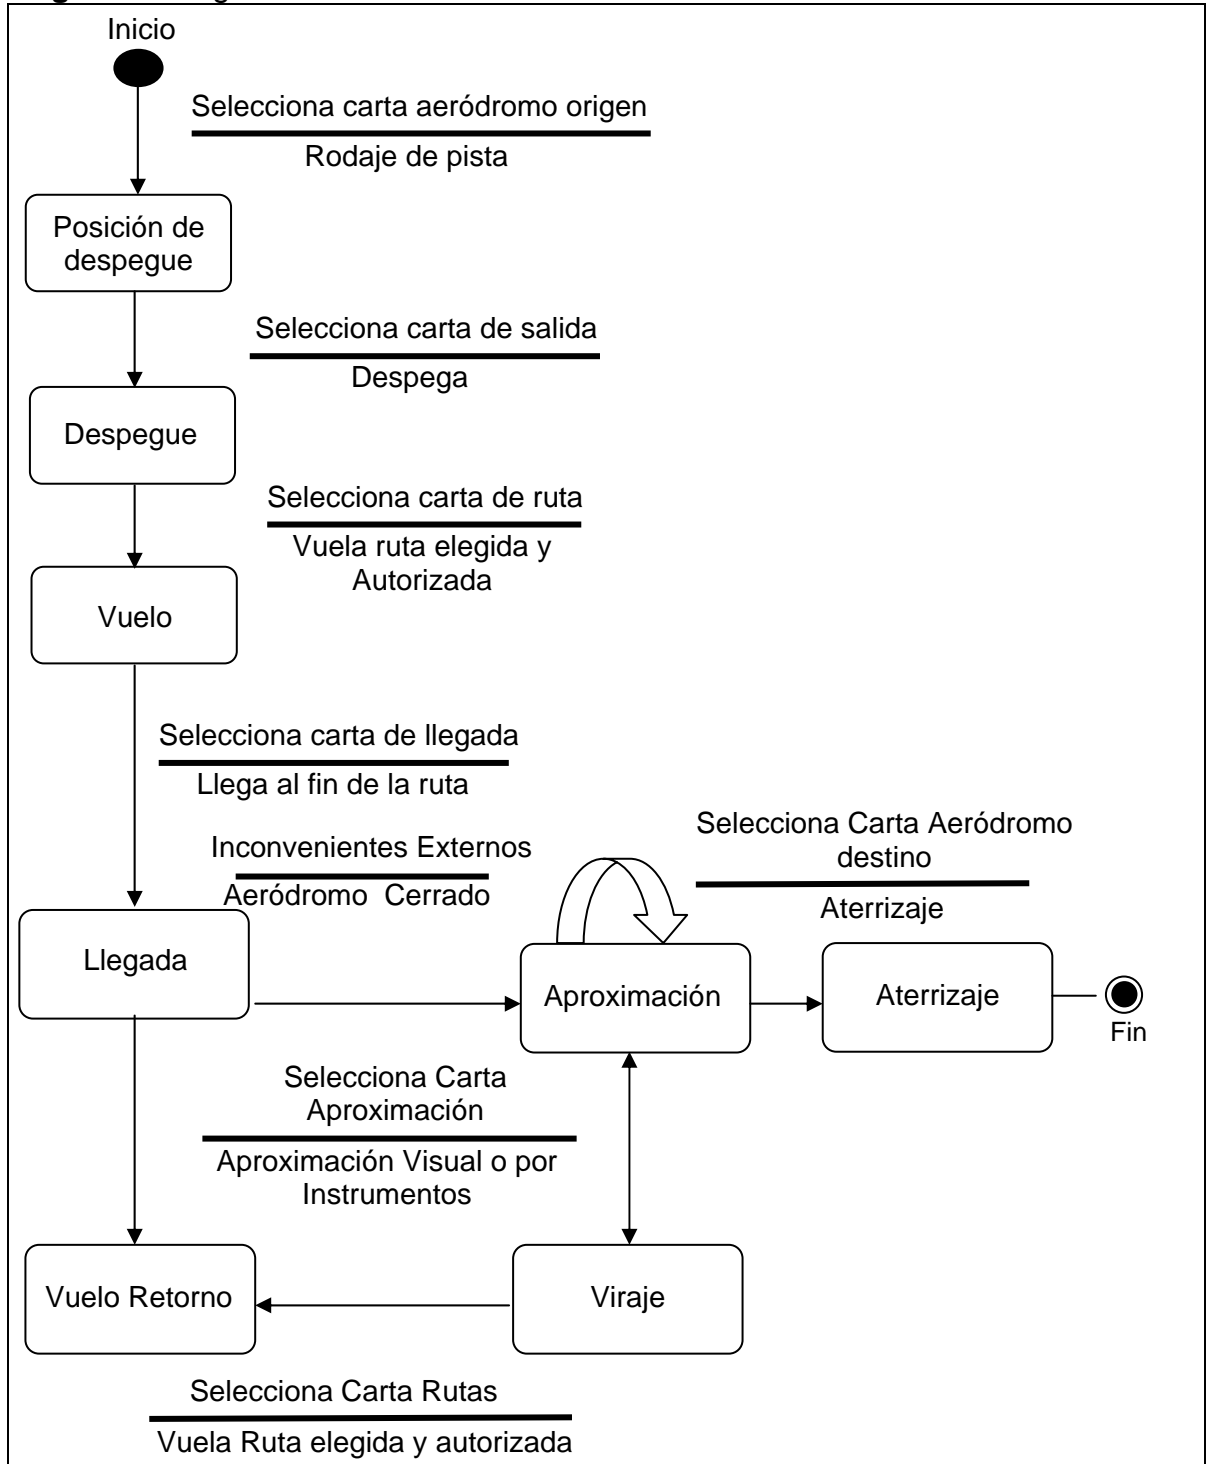 Inicio
Selecciona carta aeródromo origen
Rodaje de pista
Posición de
despegue
Selecciona carta de salida
Despega
Despegue
Selecciona carta de ruta
Vuela ruta elegida y
Autorizada
Vuelo
Selecciona carta de llegada
Llega al fin de la ruta
Selecciona Carta Aeródromo
destino
Inconvenientes Externos
Aeródromo Cerrado
Aterrizaje
Llegada
Aproximación
Aterrizaje
Fin
Selecciona Carta
Aproximación
Aproximación Visual o por
Instrumentos
Vuelo Retorno
Viraje
Selecciona Carta Rutas
Vuela Ruta elegida y autorizada